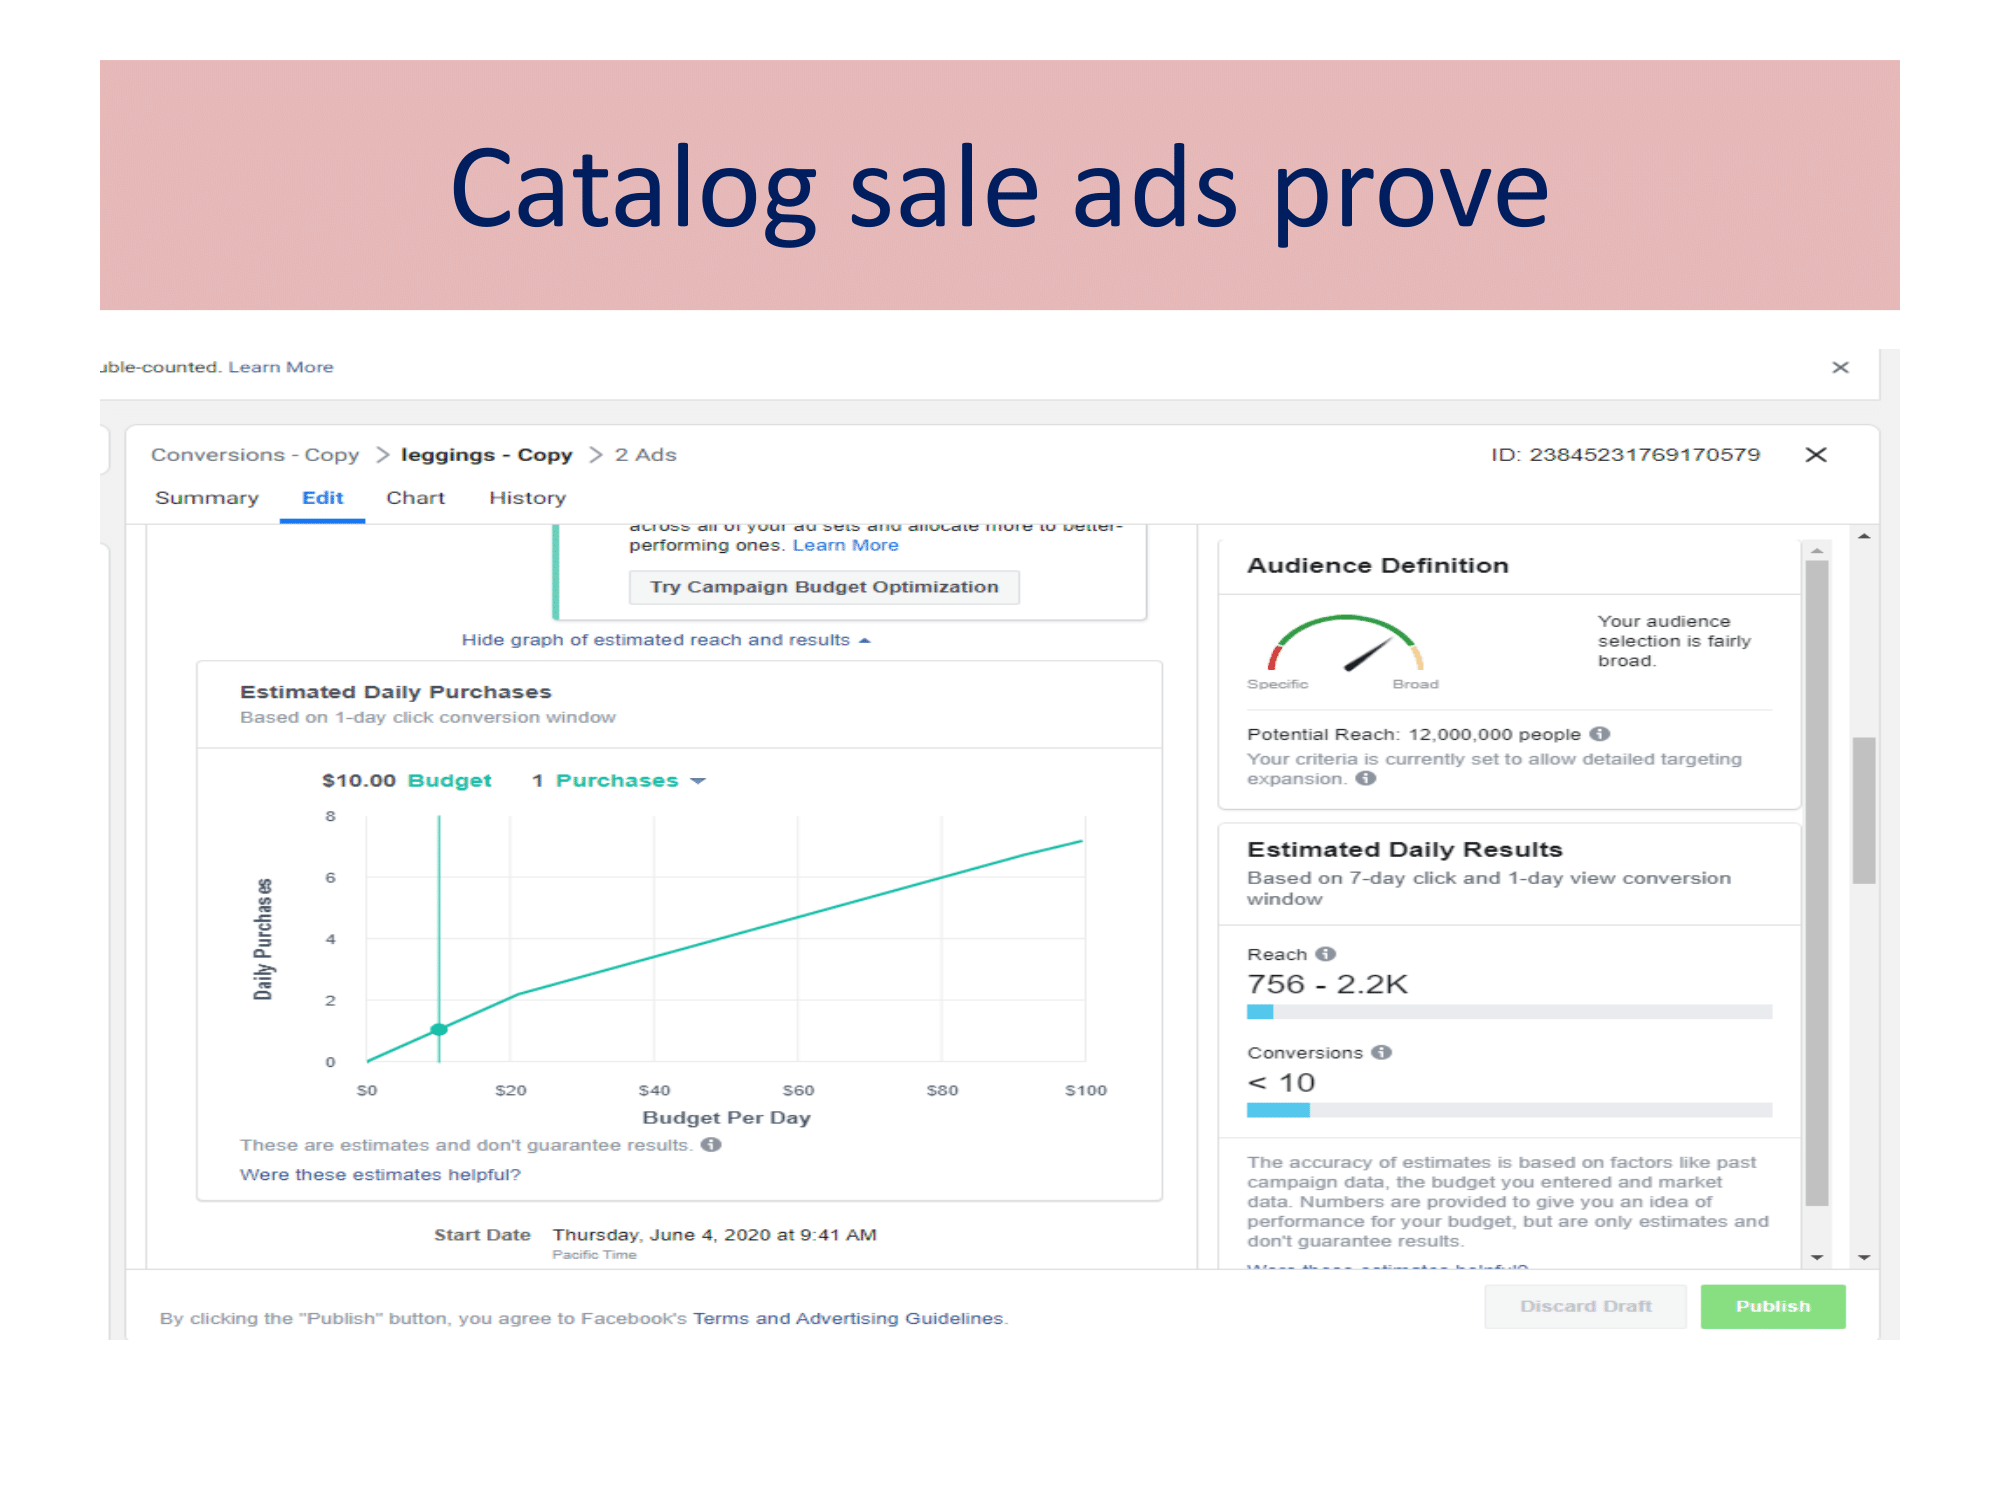 Catalog sale ads prove
uble-counted. Learn More
Conversions - Copy > leggings - Copy > 2 Ads
ID: 23845231769170579
Summary Edit Chart History
across all of your ad sets and allocate more to better-
performing ones. Learn More
Try Campaign Budget Optimization
Hide graph of estimated reach and results
Estimated Daily Purchases
Based on 1-day click conversion window
$10.00 Budget 1 Purchases
8
6
4
2
0
Daily Purchases
$0 $20 $40 $60 $80 $100
Budget Per Day
These are estimates and don't guarantee results.
Were these estimates helpful?
Start Date Thursday, June 4, 2020 at 9:41 AM
Pacific Time
Audience Definition
Specific Broad
Your audience
selection is fairly
broad.
Potential Reach: 12,000,000 people
Your criteria is currently set to allow detailed targeting
expansion.
Estimated Daily Results
Based on 7-day click and 1-day view conversion
window
Reach
756 - 2.2K
Conversions
< 10
The accuracy of estimates is based on factors like past
campaign data, the budget you entered and market
data. Numbers are provided to give you an idea of
performance for your budget, but are only estimates and
don't guarantee results.
Were these estimates helpful?
By clicking the "Publish" button, you agree to Facebook's Terms and Advertising Guidelines.
Discard Draft
Publish